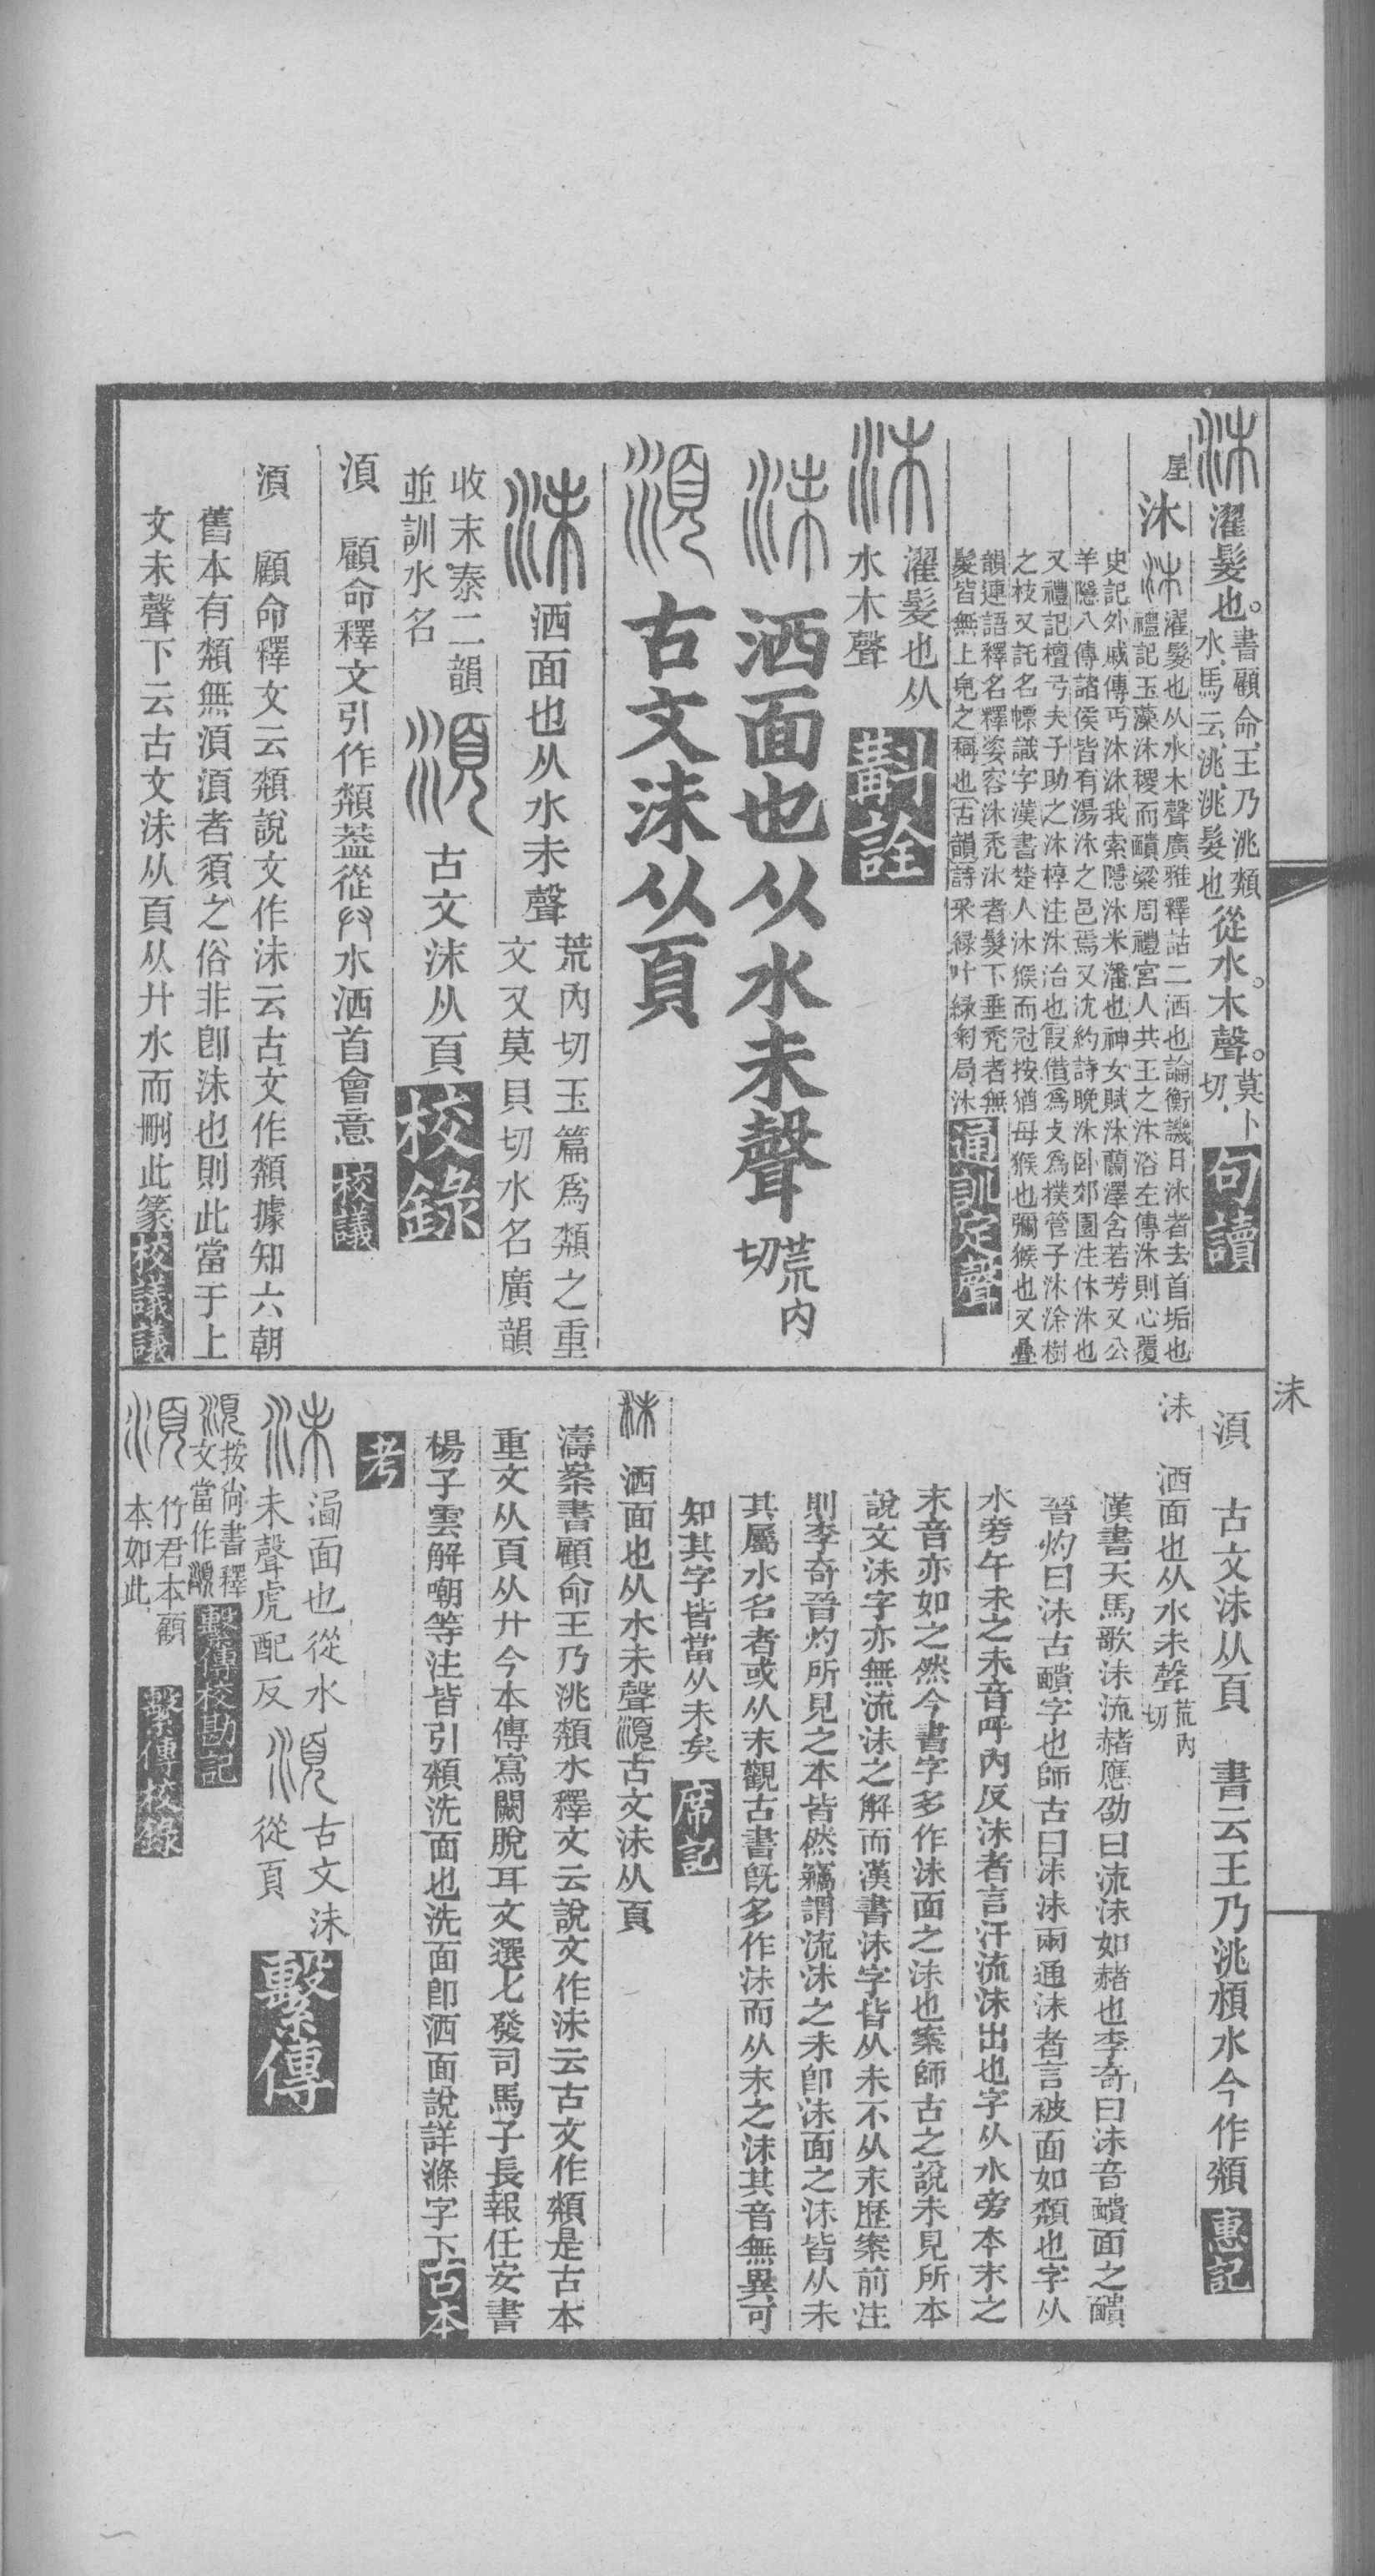 沐濯髮也。書顧命、王乃洮頮
水、馬云、洮、洮髮也從水。木聲。莫卜
切、句讀
屋沐沐濯髮也从水木聲廣雅釋詁二洒也論衡譏日沐者去首垢也
禮記玉藻沐稷而靧粱周禮宮人共王之沐浴左傳沐則心覆
史記外戚傳丐沐沐我索隱沐米潘也神女賦沐蘭澤含若芳又公
羊隱八傳諸侯皆有湯沐之邑焉又沈約詩晚沐臥郊園注休沐也
又禮記檀弓夫子助之沐椁注沐治也叚借爲攴爲樸管子沐涂樹
之枝又託名幖識字漢書楚人沐猴而冠按猶母猴也獼猴也又疊
韻連語釋名釋姿容沐秃沐者髮下垂秃者無
髮皆無上皃之稱也古韻詩采綠叶綠匊局沐通訓定聲
沐濯髮也从
水木聲斠詮
沬洒面也从水未聲荒內
切
湏古文沬从頁
沬洒面也从水未聲荒內切玉篇爲頮之重
文又莫貝切水名廣韻
收末泰二韻
並訓水名湏古文沬从頁校錄
湏顧命釋文引作頮葢從𠬞水洒首會意校議
湏顧命釋文云頮說文作沬云古文作頮據知六朝
舊本有頮無湏湏者須之俗非卽沬也則此當于上
文未聲下云古文沬从頁从廾水而刪此篆校議議
沬
湏古文沬从頁書云王乃洮頮水今作頮惠記
沬洒面也从水未聲荒內
切
漢書天馬歌沬流赭應劭曰流沬如赭也李奇曰沬音靧面之靧
晉灼曰沬古靧字也師古曰沬沫兩通沬者言被面如頮也字从
水旁午未之未音呼內反沫者言汗流沫出也字从水旁本末之
末音亦如之然今書字多作沬面之沬也案師古之說未見所本
說文沫字亦無流沫之解而漢書沬字皆从未不从末歷案前注
則李奇晉灼所見之本皆然竊謂流沬之未卽沬面之沬皆从未
其屬水名者或从末觀古書旣多作沬而从末之沫其音無異可
知其字皆當从未矣席記
沬洒面也从水未聲湏古文沬从頁
濤案書顧命王乃洮頮水釋文云說文作沬云古文作頮是古本
重文从頁从廾今本傳寫闕脫耳文選七發司馬子長報任安書
楊子雲解嘲等注皆引頮洗面也洗面卽洒面說詳滌字下古本
考
沬湎面也從水
未聲虎配反湏古文沬
從頁繫傳
湏按尚書釋
文當作頮繫傳校勘記
湏竹君本顧
本如此繫傳校錄